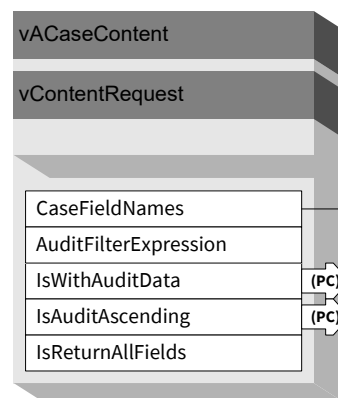 vACaseContent
vContentRequest
CaseFieldNames
AuditFilterExpression
IsWithAuditData
(PC)
IsAuditAscending
(PC)
IsReturnAllFields